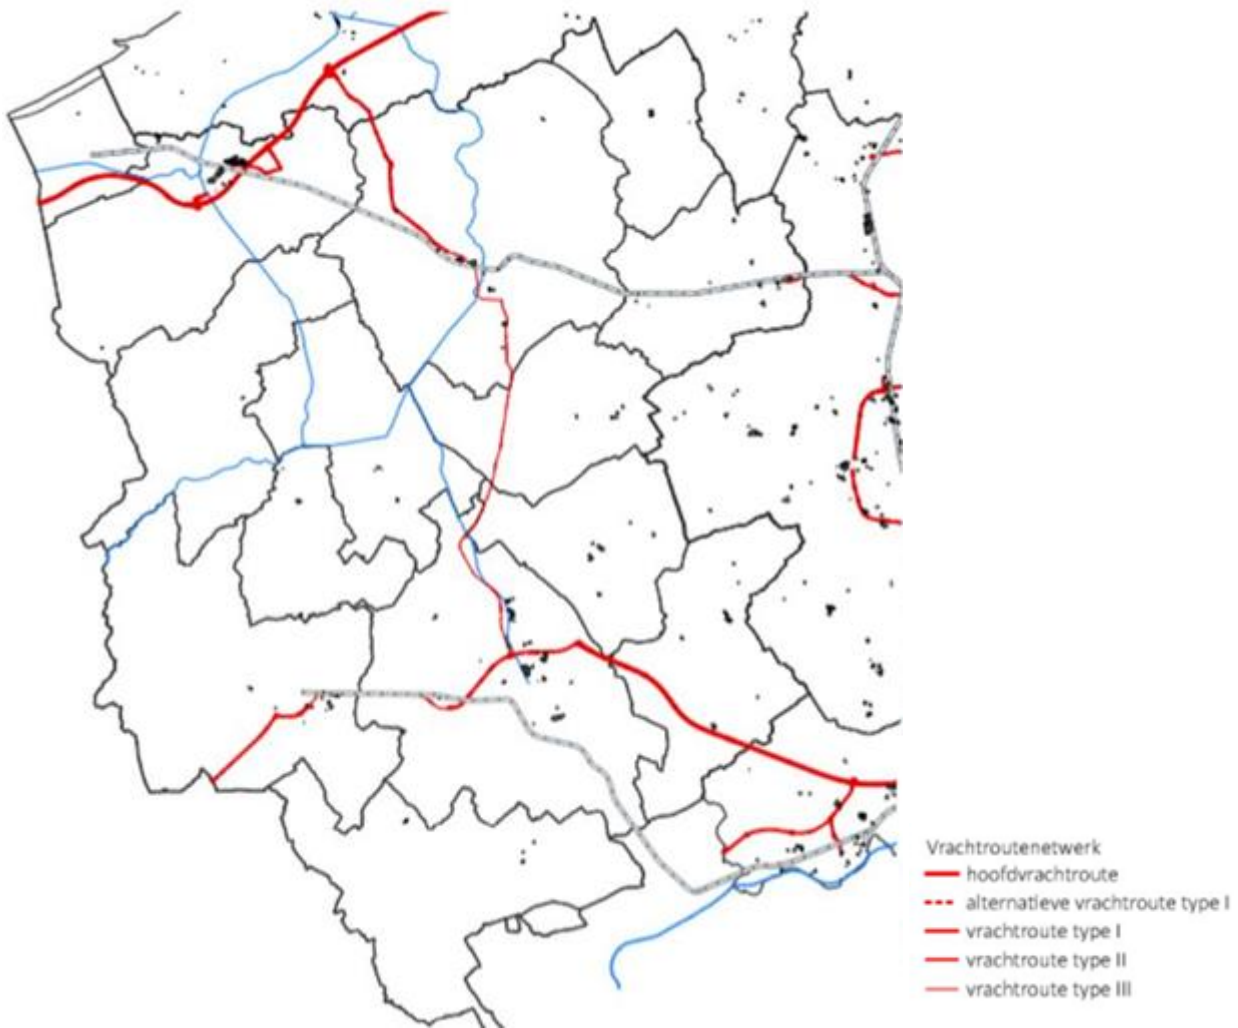 Vrachtroutenetwerk
hoofdvrachtroute
alternatieve vrachtroute type I
vrachtroute type I
vrachtroute type II
vrachtroute type III